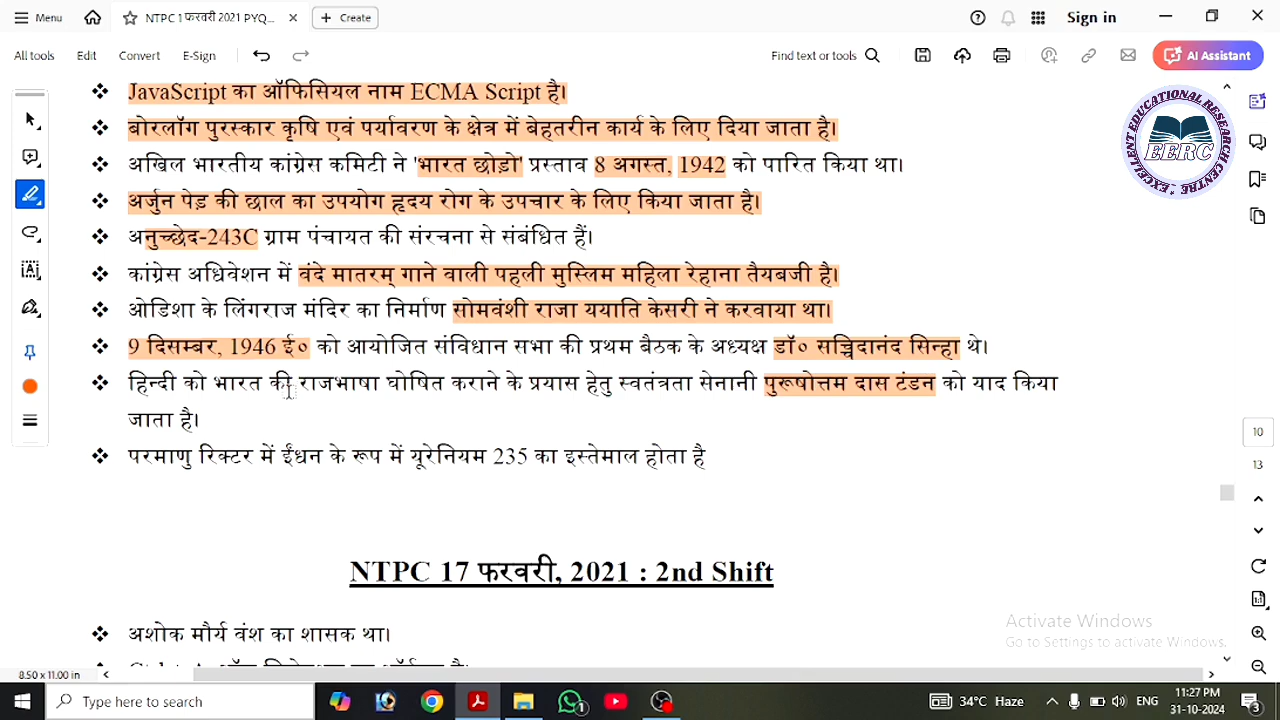 Menu
NTPC 1फरवरी 2021 PYQ...
Create
Sign in
All tools Edit Convert E-Sign
Find text or tools
AI Assistant
❖ JavaScript का ऑफिसियल नाम ECMA Script है।
❖ बोरलॉग पुरस्कार कृषि एवं पर्यावरण के क्षेत्र में बेहतरीन कार्य के लिए दिया जाता है।
❖ अखिल भारतीय कांग्रेस कमिटी ने 'भारत छोड़ो' प्रस्ताव 8 अगस्त, 1942 को पारित किया था।
❖ अर्जुन पेड़ की छाल का उपयोग हृदय रोग के उपचार के लिए किया जाता है।
❖ अनुच्छेद-243C ग्राम पंचायत की संरचना से संबंधित हैं।
❖ कांग्रेस अधिवेशन में वंदे मातरम् गाने वाली पहली मुस्लिम महिला रेहाना तैयबजी है।
❖ ओडिशा के लिंगराज मंदिर का निर्माण सोमवंशी राजा ययाति केसरी ने करवाया था।
❖ 9 दिसम्बर, 1946 ई० को आयोजित संविधान सभा की प्रथम बैठक के अध्यक्ष डॉ० सच्चिदानंद सिन्हा थे।
❖ हिन्दी को भारत की राजभाषा घोषित कराने के प्रयास हेतु स्वतंत्रता सेनानी पुरूषोत्तम दास टंडन को याद किया
जाता है।
❖ परमाणु रिक्टर में ईंधन के रूप में यूरेनियम 235 का इस्तेमाल होता है
NTPC 17 फरवरी, 2021 : 2nd Shift
❖ अशोक मौर्य वंश का शासक था।
EXCELENT EDUCATIONAL RESEARCH CENTRE
EERC
10
13
Activate Windows
Go to Settings to activate Windows.
8.50 x 11.00 in
Type here to search
34°C Haze
ENG
11:27 PM
31-10-2024